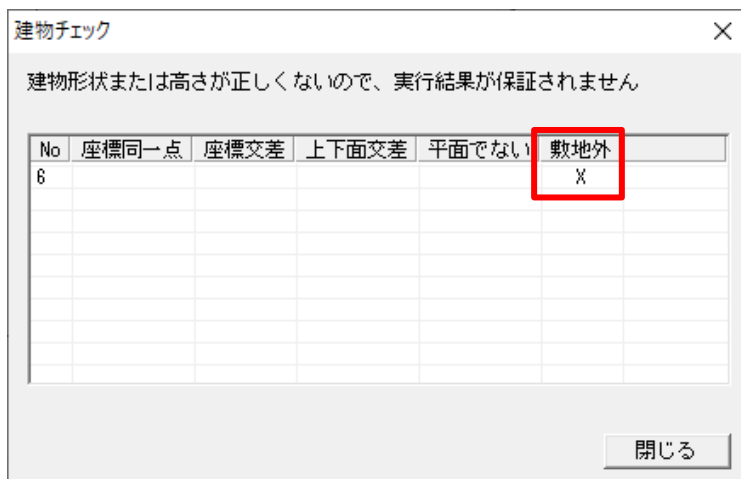 建物チェック
建物形状または高さが正しくないので、実行結果が保証されません
No 座標同一点 座標交差 上下面交差 平面でない 敷地外
6 X
閉じる